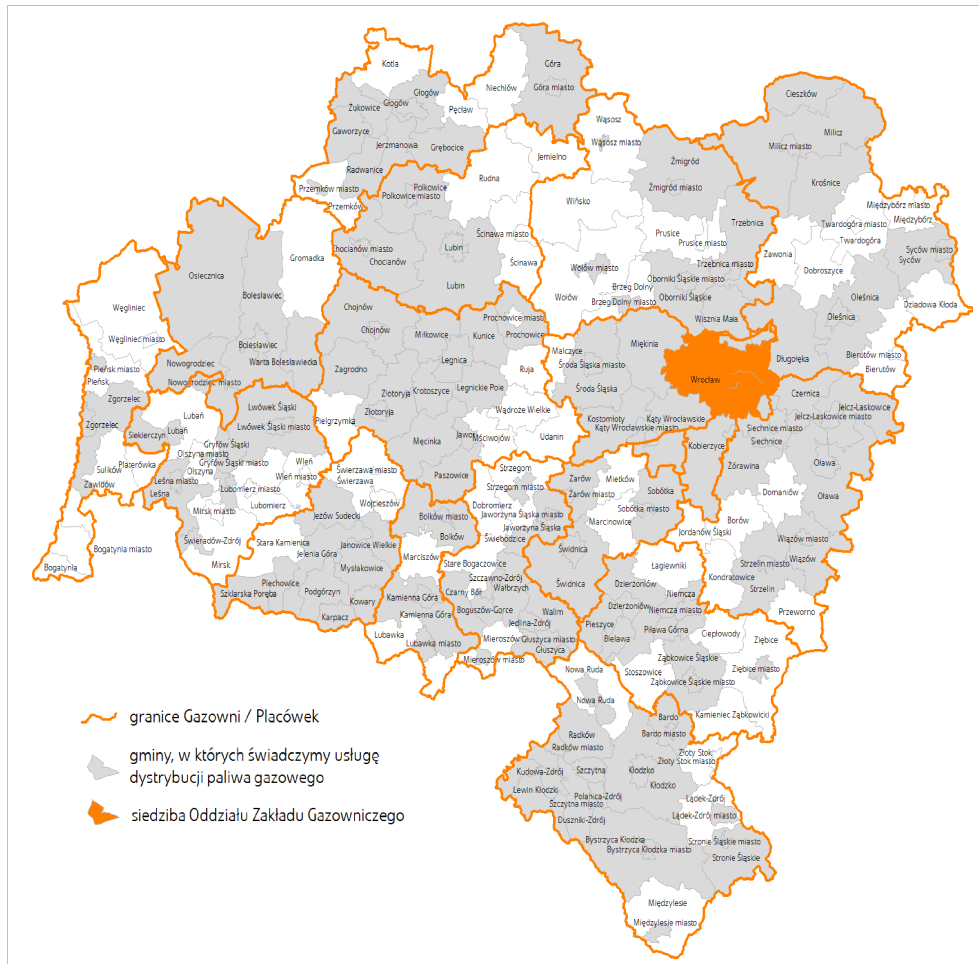 Kotla
Niechlów
Góra
Góra miasto
Głogów
Głogów
Żukowice
Pęcław
Gaworzyce
Jerzmanowa
Grębocice
Radwanice
Przemków miasto
Przemków
Polkowice
Polkowice miasto
Rudna
Jemielno
Wąsosz
Wąsosz miasto
Cieszków
Milicz
Milicz miasto
Krośnice
Żmigród
Żmigród miasto
Wińsko
Prusice
Prusice miasto
Trzebnica
Trzebnica miasto
Międzybórz miasto
Międzybórz
Twardogóra miasto
Twardogóra
Zawonia
Dobroszyce
Syców miasto
Syców
Dziadowa Kłoda
Oleśnica
Oleśnica
Bierutów miasto
Bierutów
Długołęka
Wisznia Mała
Oborniki Śląskie miasto
Oborniki Śląskie
Brzeg Dolny
Brzeg Dolny miasto
Wołów miasto
Wołów
Ścinawa miasto
Ścinawa
Lubin
Lubin
Chocianów miasto
Chocianów
Gromadka
Osiecznica
Bolesławiec
Bolesławiec
Warta Bolesławiecka
Nowogrodziec
Nowogrodziec miasto
Węgliniec
Węgliniec miasto
Pieńsk miasto
Pieńsk
Zgorzelec
Zgorzelec
Sulików
Zawidów
Platerówka
Siekierczyn
Lubań
Lubań
Bogatynia miasto
Bogatynia
Lwówek Śląski
Lwówek Śląski miasto
Gryfów Śląski
Gryfów Śląski miasto
Olszyna miasto
Olszyna
Leśna miasto
Leśna
Lubomierz miasto
Lubomierz
Wleń
Wleń miasto
Mirsk miasto
Mirsk
Świeradów-Zdrój
Stara Kamienica
Jeżów Sudecki
Jelenia Góra
Janowice Wielkie
Mysłakowice
Piechowice
Szklarska Poręba
Podgórzyn
Kowary
Karpacz
Chojnów
Chojnów
Miłkowice
Kunice
Prochowice miasto
Prochowice
Legnica
Legnickie Pole
Ruja
Zagrodno
Złotoryja
Złotoryja
Krotoszyce
Pielgrzymka
Męcinka
Jawor
Mściwojów
Wądroże Wielkie
Udanin
Paszowice
Świerzawa miasto
Świerzawa
Wojcieszów
Bolków miasto
Bolków
Marciszów
Kamienna Góra
Kamienna Góra
Lubawka
Lubawka miasto
Malczyce
Środa Śląska miasto
Środa Śląska
Miękinia
Kostomłoty
Kąty Wrocławskie
Kąty Wrocławskie miasto
Wrocław
Czernica
Jelcz-Laskowice
Jelcz-Laskowice miasto
Siechnice miasto
Siechnice
Kobierzyce
Żórawina
Oława
Oława
Domaniów
Borów
Jordanów Śląski
Wiązów miasto
Wiązów
Strzelin miasto
Strzelin
Kondratowice
Przeworno
Strzegom
Strzegom miasto
Dobromierz
Jaworzyna Śląska miasto
Jaworzyna Śląska
Świebodzice
Żarów
Żarów miasto
Mietków
Sobótka
Sobótka miasto
Marcinowice
Świdnica
Świdnica
Stare Bogaczowice
Szczawno-Zdrój
Wałbrzych
Czarny Bór
Boguszów-Gorce
Walim
Jedlina-Zdrój
Głuszyca miasto
Głuszyca
Mieroszów
Mieroszów miasto
Łagiewniki
Dzierżoniów
Dzierżoniów
Niemcza
Niemcza miasto
Pieszyce
Piława Górna
Bielawa
Ciepłowody
Ziębice
Ziębice miasto
Ząbkowice Śląskie
Ząbkowice Śląskie miasto
Stoszowice
Kamieniec Ząbkowicki
Bardo
Bardo miasto
Złoty Stok
Złoty Stok miasto
Nowa Ruda
Nowa Ruda
Radków
Radków miasto
Kudowa-Zdrój
Szczytna
Kłodzko
Kłodzko
Lewin Kłodzki
Polanica-Zdrój
Szczytna miasto
Duszniki-Zdrój
Lądek-Zdrój
Lądek-Zdrój miasto
Bystrzyca Kłodzka
Bystrzyca Kłodzka miasto
Stronie Śląskie miasto
Stronie Śląskie
Międzylesie
Międzylesie miasto
granice Gazowni / Placówek
gminy, w których świadczymy usługę
dystrybucji paliwa gazowego
siedziba Oddziału Zakładu Gazowniczego